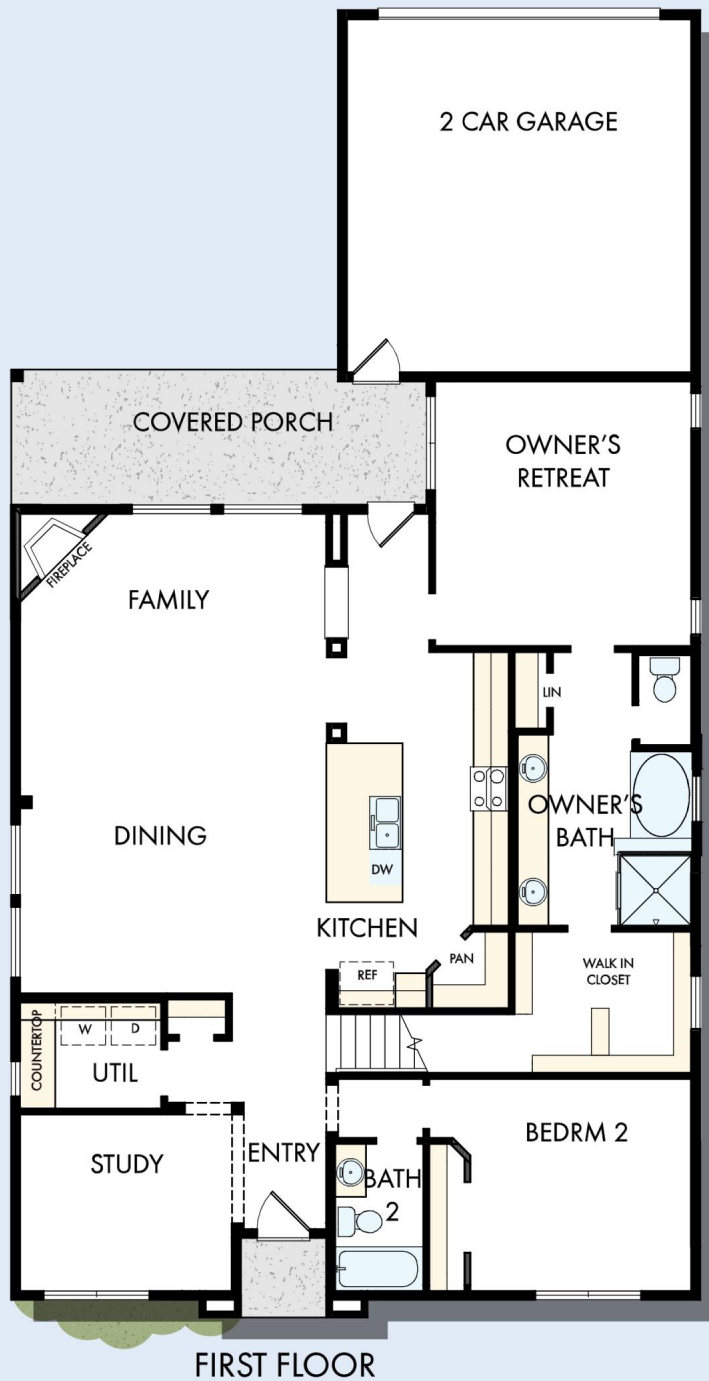 2 CAR GARAGE
COVERED PORCH
OWNER'S
RETREAT
FIREPLACE
FAMILY
LIN
DINING
OWNER'S
BATH
DW
KITCHEN
PAN
REF
WALK IN
CLOSET
COUNTERTOP
W
D
UTIL
STUDY
ENTRY
BATH
2
BEDRM 2
FIRST FLOOR